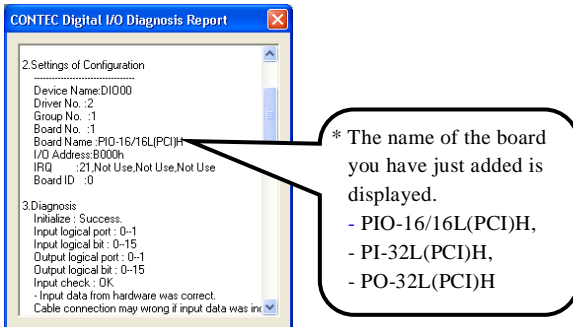 CONTEC Digital I/O Diagnosis Report
2.Settings of Configuration
--------------------------------
Device Name:DIO00
Driver No. :2
Group No. :1
Board No. :1
Board Name :PIO-16/16L(PCI)H
I/O Address:B000h
IRQ :21,Not Use,Not Use,Not Use
Board ID :0
3.Diagnosis
Initialize : Success.
Input logical port : 0--1
Input logical bit : 0--15
Output logical port : 0--1
Output logical bit : 0--15
Input check : OK
- Input data from hardware was correct.
Cable connection may wrong if input data was
* The name of the board
you have just added is
displayed.
- PIO-16/16L(PCI)H,
- PI-32L(PCI)H,
- PO-32L(PCI)H